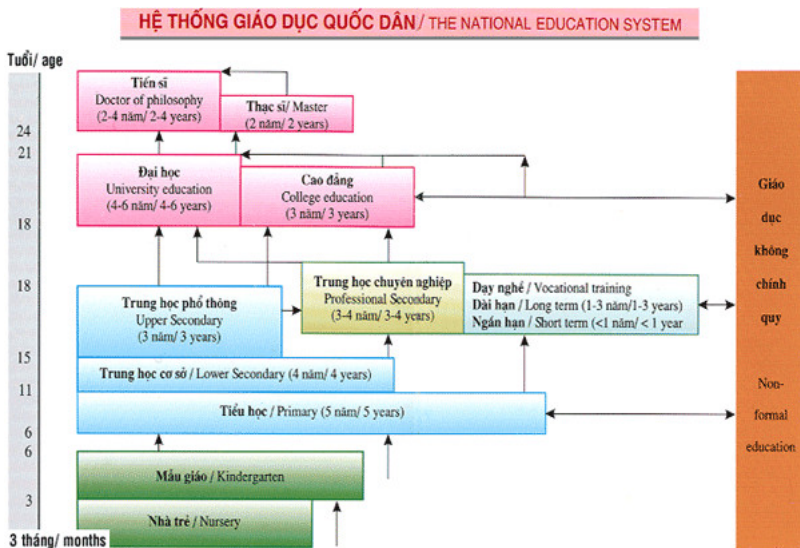 HỆ THỐNG GIÁO DỤC QUỐC DÂN/ THE NATIONAL EDUCATION SYSTEM
Tuổi/ age
Tiến sĩ
Doctor of philosophy
(2-4 năm/ 2-4 years)
Thạc sĩ/ Master
(2 năm/ 2 years)
24
21
Đại học
University education
(4-6 năm/ 4-6 years)
Cao đẳng
College education
(3 năm/ 3 years)
18
18
Trung học phổ thông
Upper Secondary
(3 năm/ 3 years)
Trung học chuyên nghiệp
Professional Secondary
(3-4 năm/ 3-4 years)
Dạy nghề / Vocational training
Dài hạn / Long term (1-3 năm/1-3 years)
Ngắn hạn / Short term (<1 năm/ < 1 year
15
Trung học cơ sở / Lower Secondary (4 năm/ 4 years)
11
Tiểu học / Primary (5 năm/ 5 years)
6
6
Mẫu giáo / Kindergarten
3
Nhà trẻ / Nursery
3 tháng/ months
Giáo
dục
không
chính
quy
Non-
formal
education